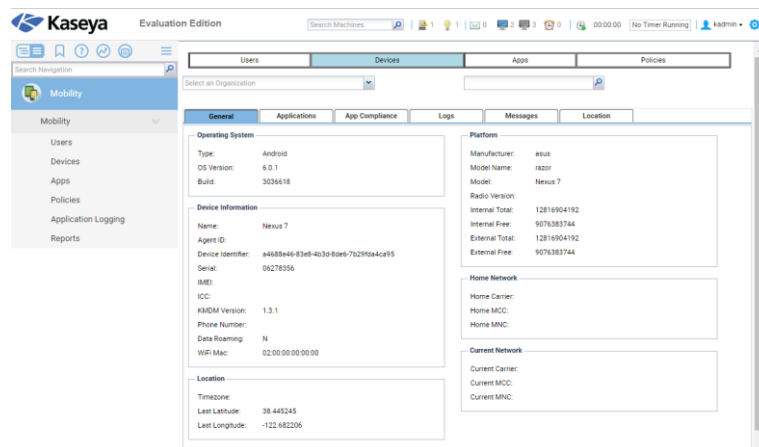 Kaseya
Evaluation Edition
Search Machines
1
1
0
2
3
0
00:00:00
No Timer Running
kadmin
Search Navigation
Mobility
Mobility
Users
Devices
Apps
Policies
Application Logging
Reports
Users
Devices
Apps
Policies
Select an Organization
General
Applications
App Compliance
Logs
Messages
Location
Operating System
Type: Android
OS Version: 6.0.1
Build: 3036618
Device Information
Name: Nexus 7
Agent ID:
Device Identifier: a4688e46-83e8-4b3d-8de6-7b29fda4ca95
Serial: 06278356
IMEI:
ICC:
KMDM Version: 1.3.1
Phone Number:
Data Roaming: N
WiFi Mac: 02:00:00:00:00:00
Location
Timezone:
Last Latitude: 38.445245
Last Longitude: -122.682206
Platform
Manufacturer: asus
Model Name: razor
Model: Nexus 7
Radio Version:
Internal Total: 12816904192
Internal Free: 9076383744
External Total: 12816904192
External Free: 9076383744
Home Network
Home Carrier:
Home MCC:
Home MNC:
Current Network
Current Carrier:
Current MCC:
Current MNC: